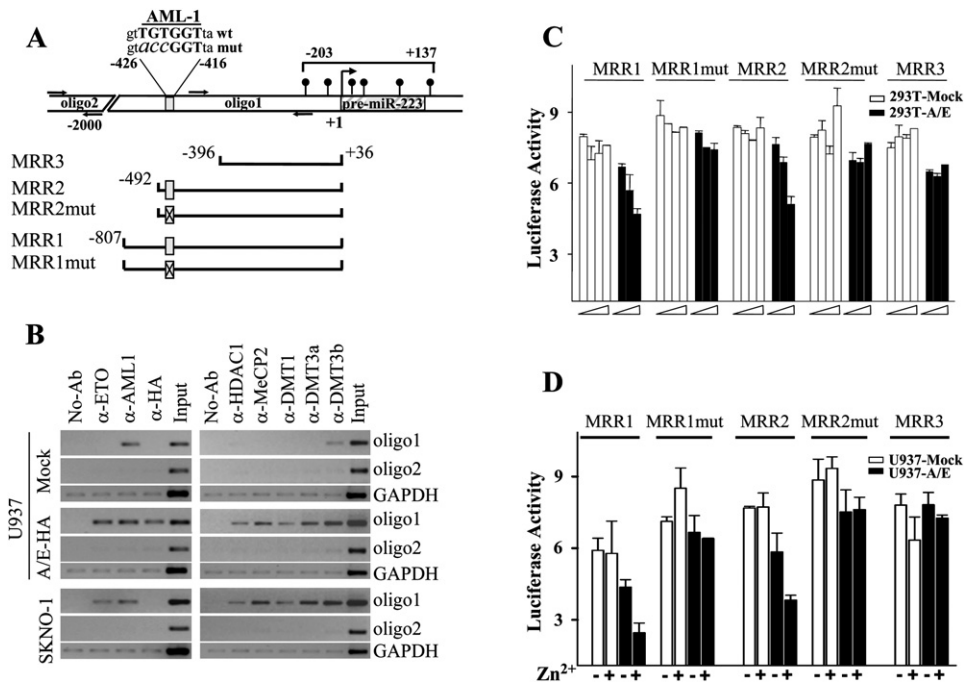 A
AML-1
gtTGTGGTta wt
gtaccGGTta mut
-426 -416
-203 +137
oligo2 oligo1 pre-miR-223
-2000 +1
MRR3 -396 +36
MRR2 -492
MRR2mut
MRR1 -807
MRR1mut
B
No-Ab α-ETO α-AML1 α-HA Input No-Ab α-HDAC1 α-MeCP2 α-DMT1 α-DMT3a α-DMT3b Input
U937
Mock
oligo1
oligo2
GAPDH
A/E-HA
oligo1
oligo2
GAPDH
SKNO-1
oligo1
oligo2
GAPDH
C
MRR1 MRR1mut MRR2 MRR2mut MRR3
293T-Mock
293T-A/E
Luciferase Activity
9
6
3
D
MRR1 MRR1mut MRR2 MRR2mut MRR3
U937-Mock
U937-A/E
Luciferase Activity
9
6
3
Zn2+ - + - + - + - + - + - + - + - + - + - +